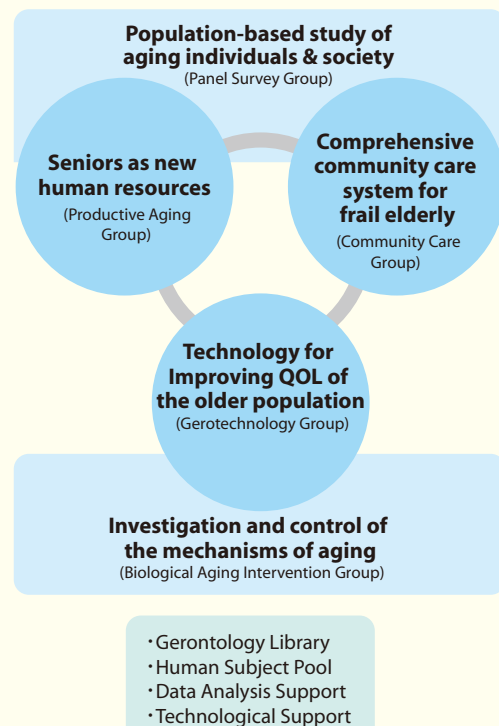 Population-based study of
aging individuals & society
(Panel Survey Group)
Seniors as new
human resources
(Productive Aging
Group)
Comprehensive
community care
system for
frail elderly
(Community Care
Group)
Technology for
Improving QOL of
the older population
(Gerotechnology Group)
Investigation and control of
the mechanisms of aging
(Biological Aging Intervention Group)
・Gerontology Library
・Human Subject Pool
・Data Analysis Support
・Technological Support